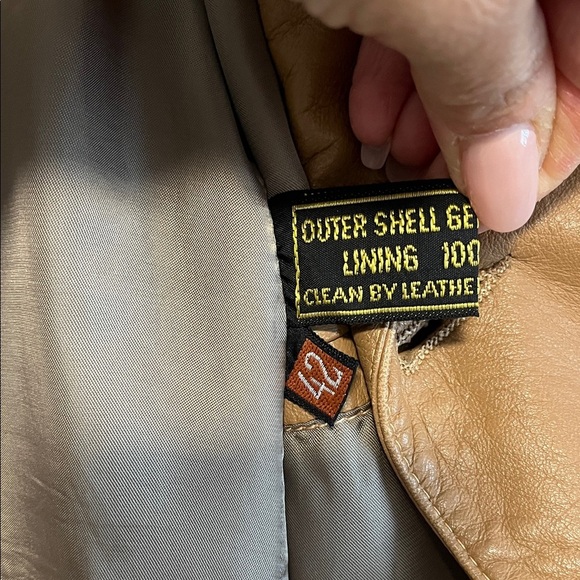 OUTER SHELL GE
LINING 100
CLEAN BY LEATHE
42